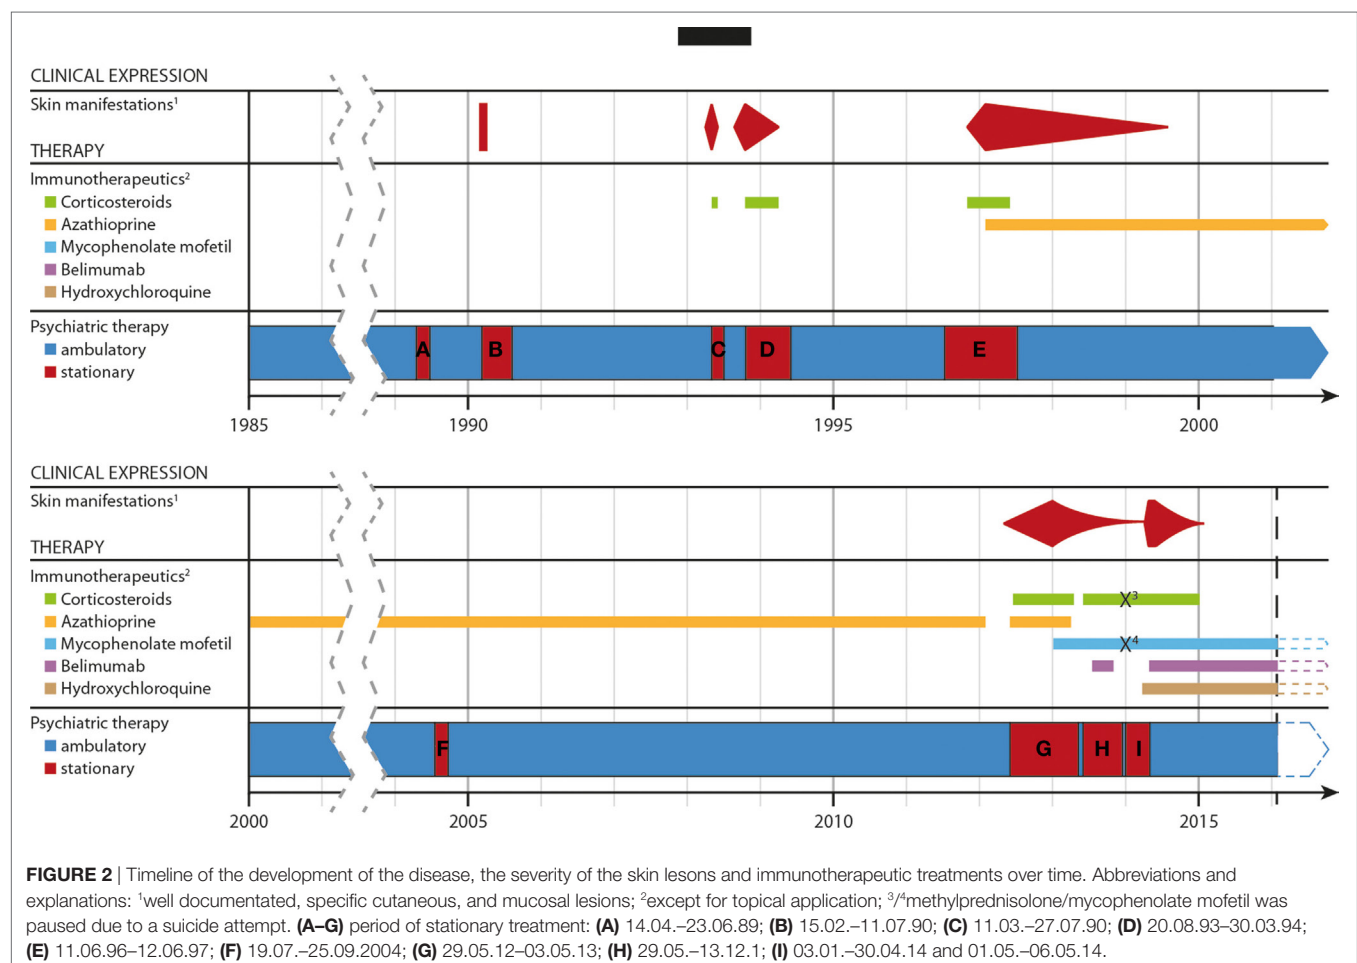 CLINICAL EXPRESSION
Skin manifestations¹
THERAPY
Immunotherapeutics²
Corticosteroids
Azathioprine
Mycophenolate mofetil
Belimumab
Hydroxychloroquine
Psychiatric therapy
ambulatory
stationary
A B C D E
1985 1990 1995 2000
CLINICAL EXPRESSION
Skin manifestations¹
THERAPY
Immunotherapeutics²
Corticosteroids X³
Azathioprine
Mycophenolate mofetil X⁴
Belimumab
Hydroxychloroquine
Psychiatric therapy
ambulatory
stationary
F G H I
2000 2005 2010 2015
FIGURE 2 | Timeline of the development of the disease, the severity of the skin lesons and immunotherapeutic treatments over time. Abbreviations and
explanations: ¹well documented, specific cutaneous, and mucosal lesions; ²except for topical application; ³/⁴methylprednisolone/mycophenolate mofetil was
paused due to a suicide attempt. (A–G) period of stationary treatment: (A) 14.04.–23.06.89; (B) 15.02.–11.07.90; (C) 11.03.–27.07.90; (D) 20.08.93–30.03.94;
(E) 11.06.96–12.06.97; (F) 19.07.–25.09.2004; (G) 29.05.12–03.05.13; (H) 29.05.–13.12.1; (I) 03.01.–30.04.14 and 01.05.–06.05.14.